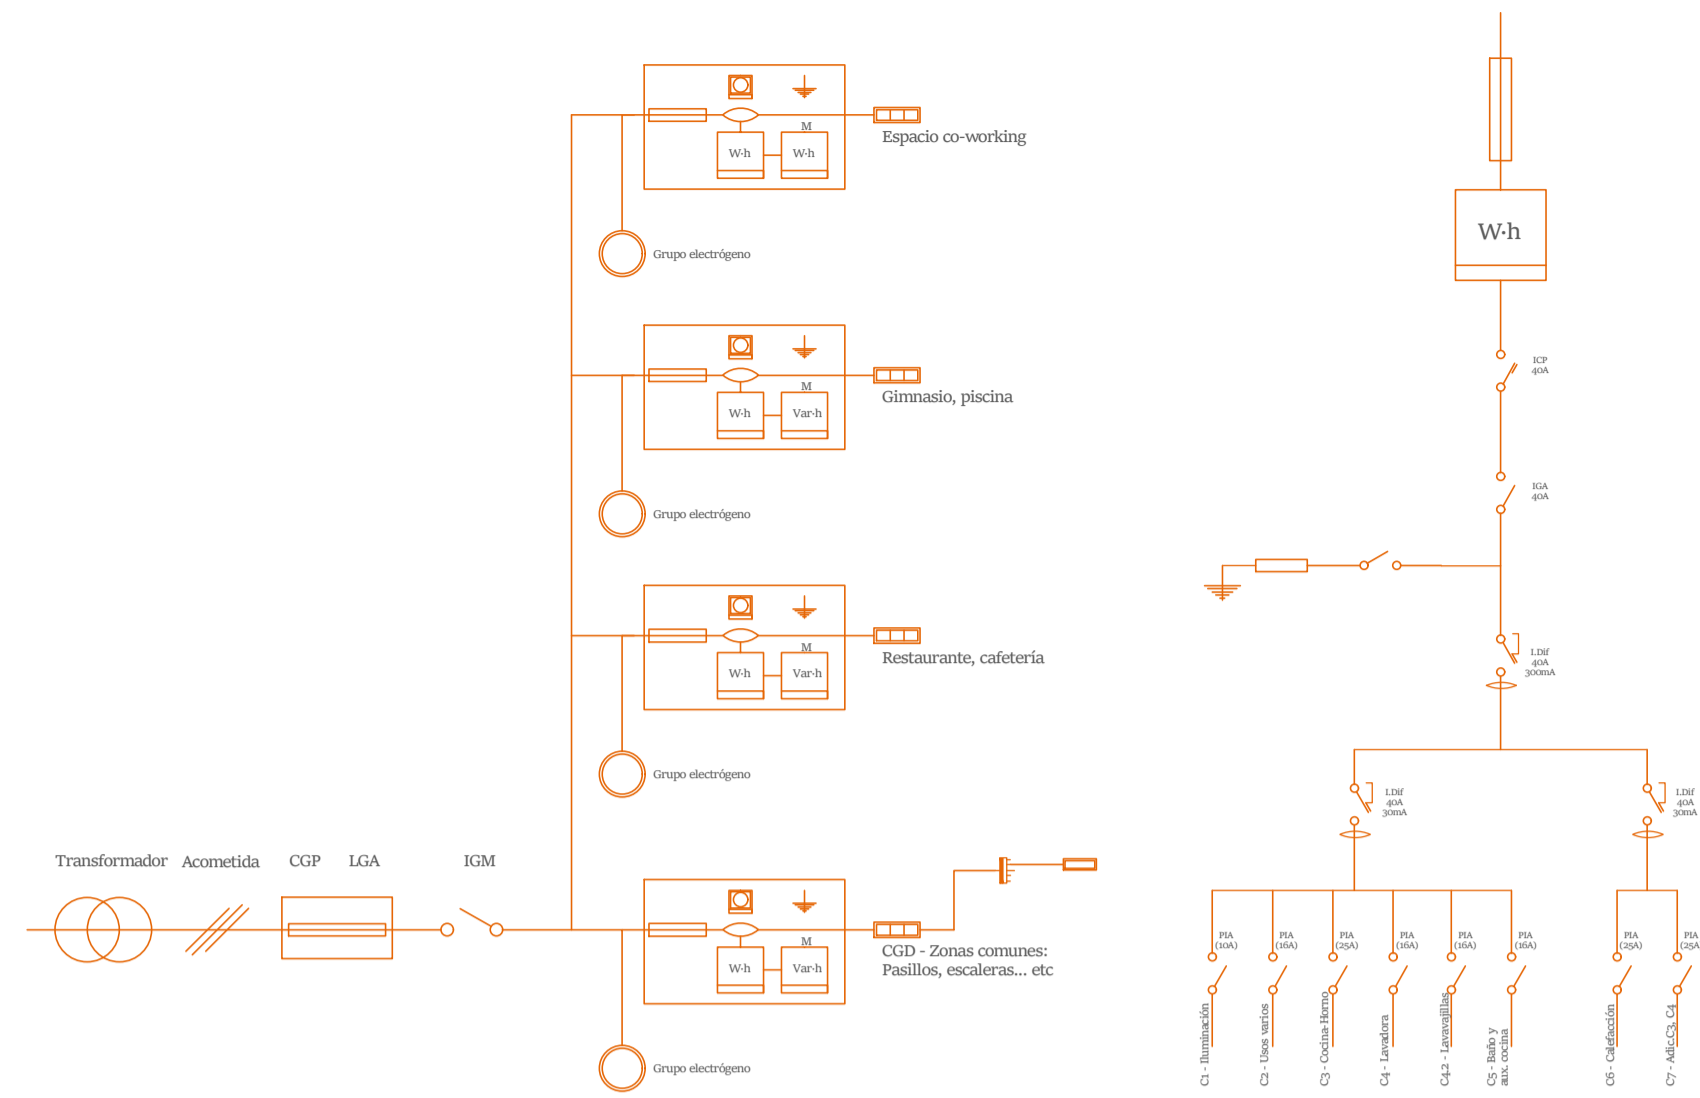 M
W·h
W·h
Espacio co-working
Grupo electrógeno
M
W·h
Var·h
Gimnasio, piscina
Grupo electrógeno
M
W·h
Var·h
Restaurante, cafetería
Grupo electrógeno
Transformador
Acometida
CGP
LGA
IGM
M
W·h
Var·h
CGD - Zonas comunes:
Pasillos, escaleras... etc
Grupo electrógeno
W·h
ICP
40A
IGA
40A
I.Dif
40A
300mA
I.Dif
40A
30mA
I.Dif
40A
30mA
PIA
(10A)
PIA
(16A)
PIA
(25A)
PIA
(16A)
PIA
(16A)
PIA
(16A)
PIA
(25A)
PIA
(25A
C1 - Iluminación
C2 - Usos varios
C3 - Cocina-Horno
C4 - Lavadora
C4.2 - Lavavajillas
C5 - Baño y
aux. cocina
C6 - Calefacción
C7 - Adic.C3, C4